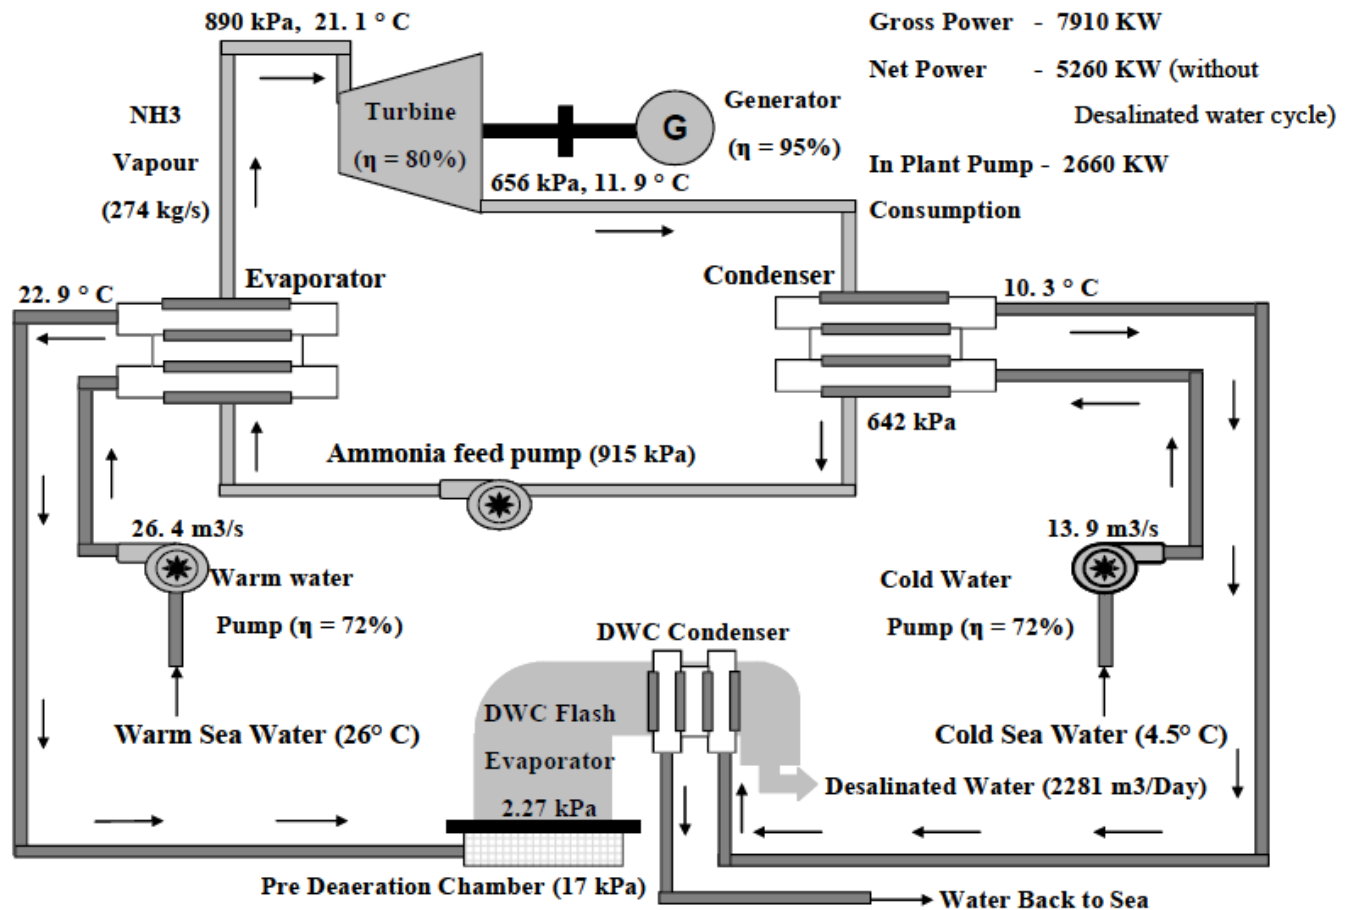 890 kPa, 21.1 ° C
Gross Power - 7910 KW
Net Power - 5260 KW (without
Desalinated water cycle)
In Plant Pump - 2660 KW
Consumption
NH3
Vapour
(274 kg/s)
Turbine
(η = 80%)
G
Generator
(η = 95%)
656 kPa, 11.9 ° C
Evaporator
Condenser
22.9 ° C
10.3 ° C
642 kPa
Ammonia feed pump (915 kPa)
26.4 m3/s
Warm water
Pump (η = 72%)
13.9 m3/s
Cold Water
Pump (η = 72%)
DWC Condenser
Warm Sea Water (26° C)
DWC Flash
Evaporator
2.27 kPa
Cold Sea Water (4.5° C)
Desalinated Water (2281 m3/Day)
Pre Deaeration Chamber (17 kPa)
Water Back to Sea